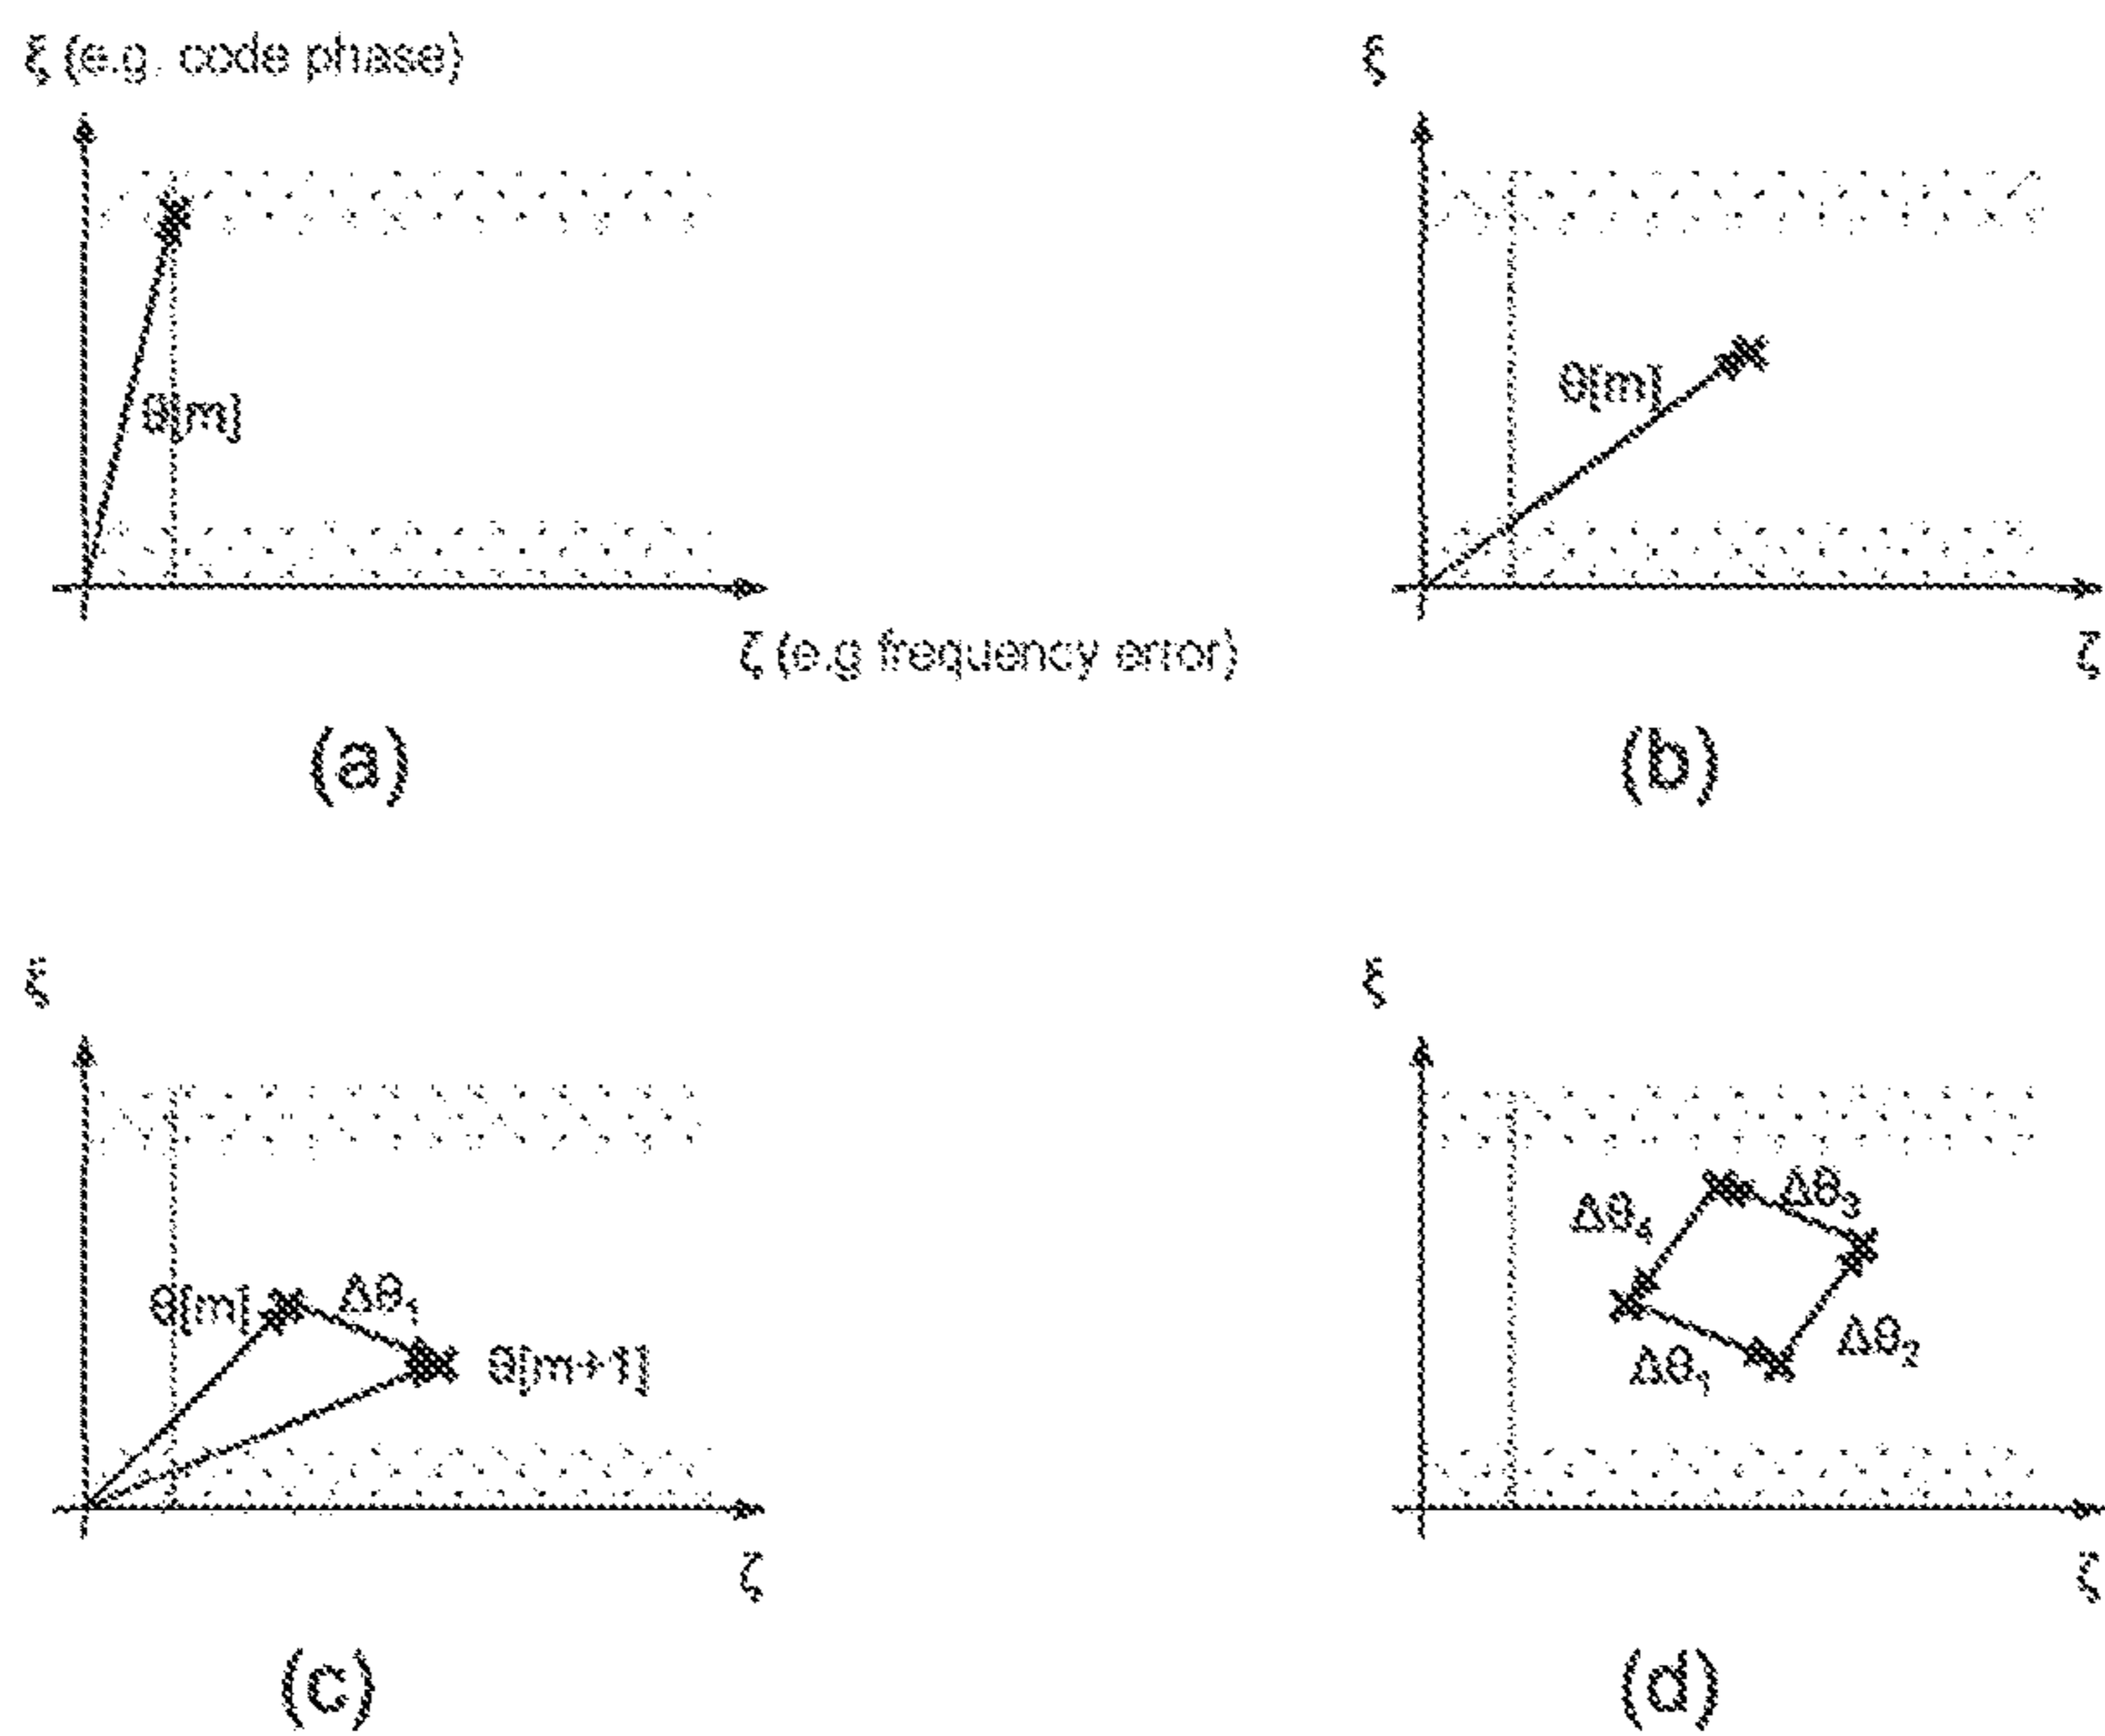 ξ (e.g. code phase)
θ[m]
ζ (e.g frequency error)
(a)
ξ
θ[m]
ζ
(b)
ξ
θ[m]
Δθ₁
θ[m+1]
ζ
(c)
ξ
Δθ₄
Δθ₃
Δθ₁
Δθ₂
ζ
(d)